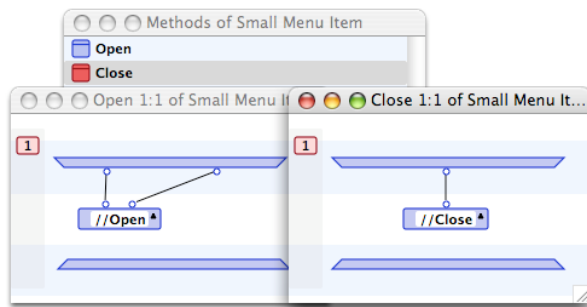 Methods of Small Menu Item
Open
Close
Open 1:1 of Small Menu It
Close 1:1 of Small Menu It...
1
1
//Open
//Close